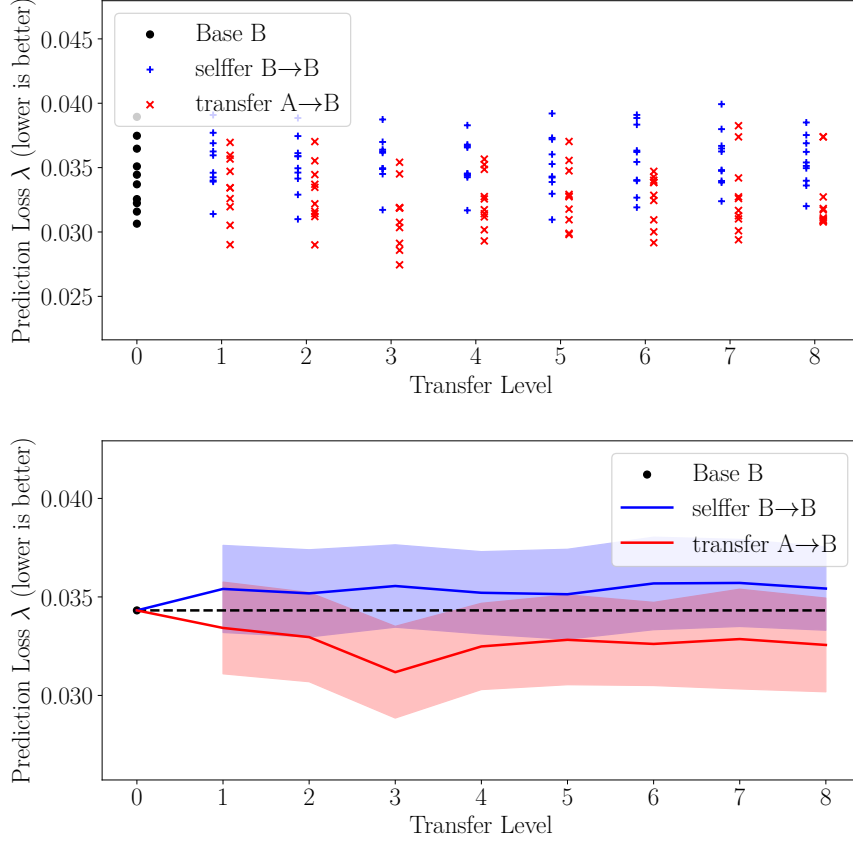 Prediction Loss λ (lower is better)
0.045
0.040
0.035
0.030
0.025
Base B
selffer B→B
transfer A→B
0 1 2 3 4 5 6 7 8
Transfer Level
Prediction Loss λ (lower is better)
0.040
0.035
0.030
Base B
selffer B→B
transfer A→B
0 1 2 3 4 5 6 7 8
Transfer Level